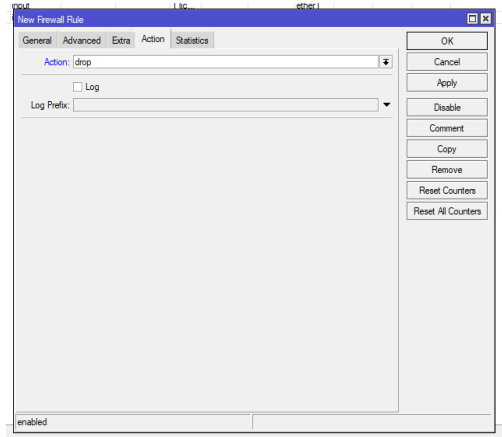 input ether1
New Firewall Rule
General Advanced Extra Action Statistics
Action: drop
Log
Log Prefix:
OK
Cancel
Apply
Disable
Comment
Copy
Remove
Reset Counters
Reset All Counters
enabled